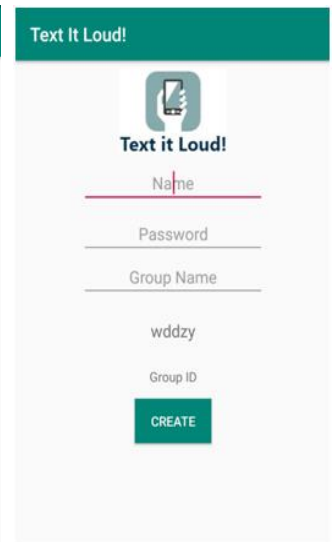 Text It Loud!
Text it Loud!
Name
Password
Group Name
wddzy
Group ID
CREATE